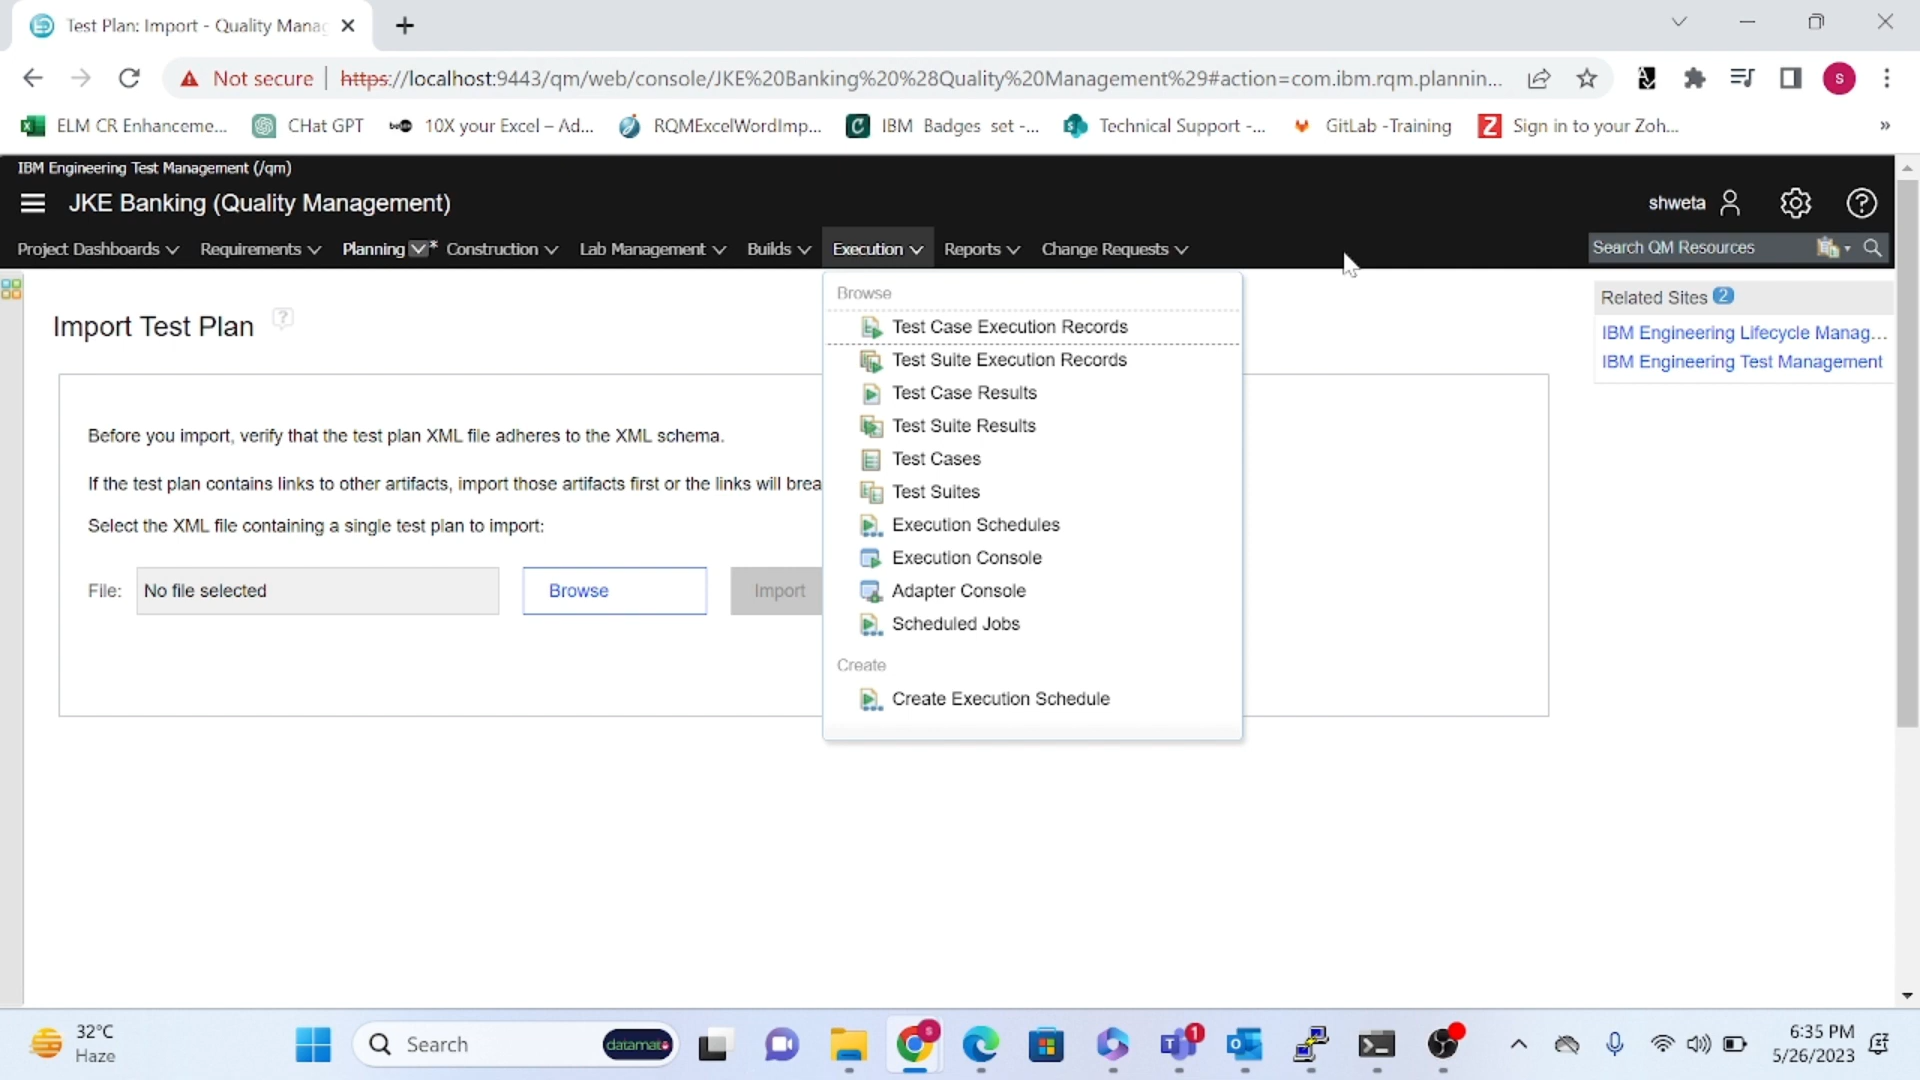 Test Plan: Import - Quality Mana
Not secure
https://localhost:9443/qm/web/console/JKE%20Banking%20%28Quality%20Management%29#action=com.ibm.rqm.plannin...
s
ELM CR Enhanceme...
CHat GPT
10X your Excel – Ad...
RQMExcelWordImp...
IBM Badges set -...
Technical Support -...
GitLab -Training
Sign in to your Zoh...
»
IBM Engineering Test Management (/qm)
JKE Banking (Quality Management)
shweta
Project Dashboards
Requirements
Planning *
Construction
Lab Management
Builds
Execution
Reports
Change Requests
Search QM Resources
Import Test Plan
?
Before you import, verify that the test plan XML file adheres to the XML schema.
If the test plan contains links to other artifacts, import those artifacts first or the links will brea
Select the XML file containing a single test plan to import:
File:
No file selected
Browse
Import
Browse
Test Case Execution Records
Test Suite Execution Records
Test Case Results
Test Suite Results
Test Cases
Test Suites
Execution Schedules
Execution Console
Adapter Console
Scheduled Jobs
Create
Create Execution Schedule
Related Sites 2
IBM Engineering Lifecycle Manag...
IBM Engineering Test Management
32°C
Haze
Search
datamato
s
1
6:35 PM
5/26/2023